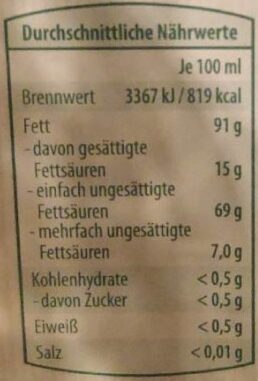 Durchschnittliche Nährwerte
Je 100 ml
Brennwert 3367 kJ / 819 kcal
Fett 91 g
- davon gesättigte
Fettsäuren 15 g
- einfach ungesättigte
Fettsäuren 69 g
- mehrfach ungesättigte
Fettsäuren 7,0 g
Kohlenhydrate < 0,5 g
- davon Zucker < 0,5 g
Eiweiß < 0,5 g
Salz < 0,01 g